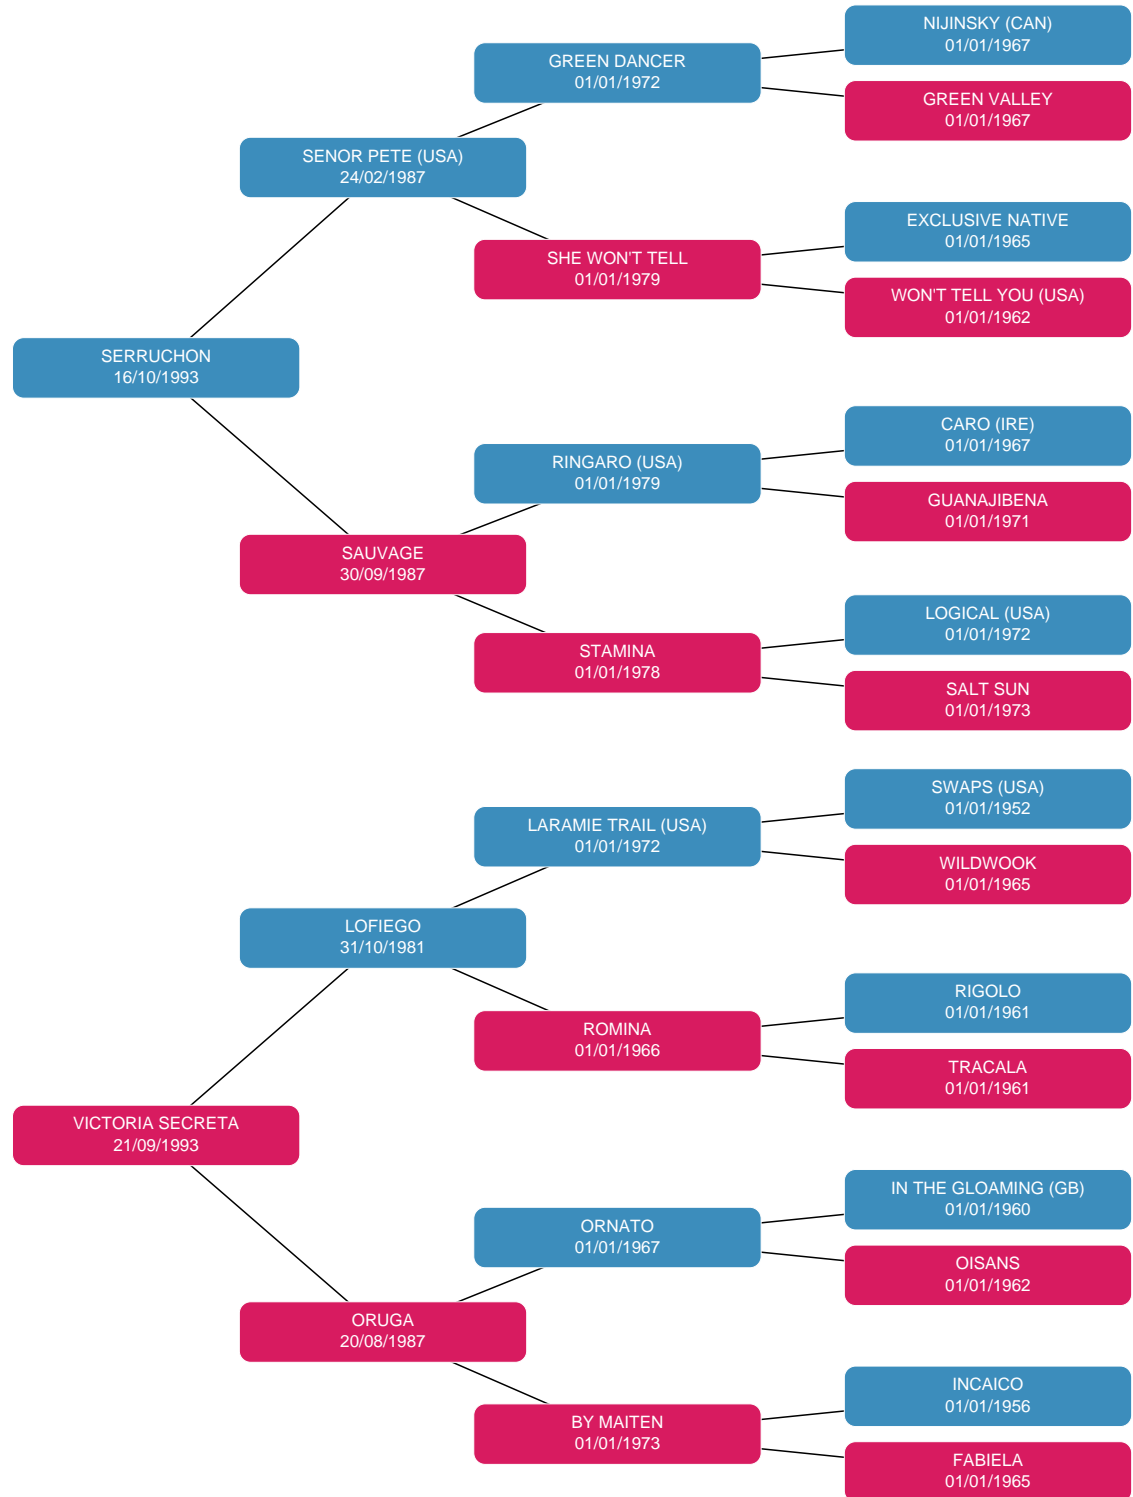 NIJINSKY (CAN)
01/01/1967
GREEN DANCER
01/01/1972
GREEN VALLEY
01/01/1967
SENOR PETE (USA)
24/02/1987
EXCLUSIVE NATIVE
01/01/1965
SHE WON'T TELL
01/01/1979
WON'T TELL YOU (USA)
01/01/1962
SERRUCHON
16/10/1993
CARO (IRE)
01/01/1967
RINGARO (USA)
01/01/1979
GUANAJIBENA
01/01/1971
SAUVAGE
30/09/1987
LOGICAL (USA)
01/01/1972
STAMINA
01/01/1978
SALT SUN
01/01/1973
SWAPS (USA)
01/01/1952
LARAMIE TRAIL (USA)
01/01/1972
WILDWOOK
01/01/1965
LOFIEGO
31/10/1981
RIGOLO
01/01/1961
ROMINA
01/01/1966
TRACALA
01/01/1961
VICTORIA SECRETA
21/09/1993
IN THE GLOAMING (GB)
01/01/1960
ORNATO
01/01/1967
OISANS
01/01/1962
ORUGA
20/08/1987
INCAICO
01/01/1956
BY MAITEN
01/01/1973
FABIELA
01/01/1965